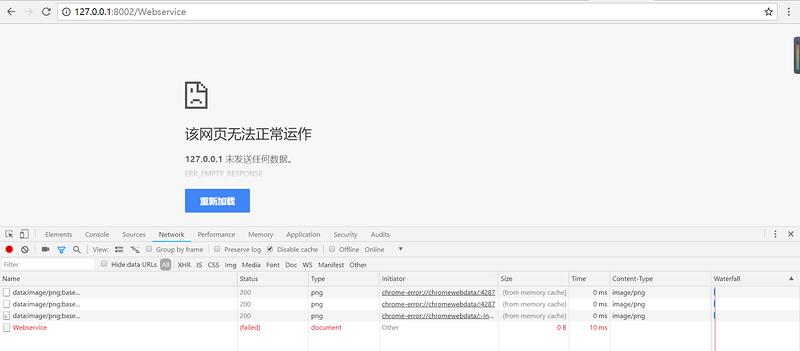 127.0.0.1:8002/Webservice
该网页无法正常运作
127.0.0.1 未发送任何数据。
ERR_EMPTY_RESPONSE
重新加载
Elements Console Sources Network Performance Memory Application Security Audits
View: Group by frame Preserve log Disable cache Offline Online
Filter Hide data URLs All XHR JS CSS Img Media Font Doc WS Manifest Other
Name Status Type Initiator Size Time Content-Type Waterfall
data:image/png;base... 200 png chrome-error://chromewebdata/:4287 (from memory cache) 0 ms image/png
data:image/png;base... 200 png chrome-error://chromewebdata/:4287 (from memory cache) 0 ms image/png
data:image/png;base... 200 png chrome-error://chromewebdata/:-In... (from memory cache) 0 ms image/png
Webservice (failed) document Other 0 B 10 ms